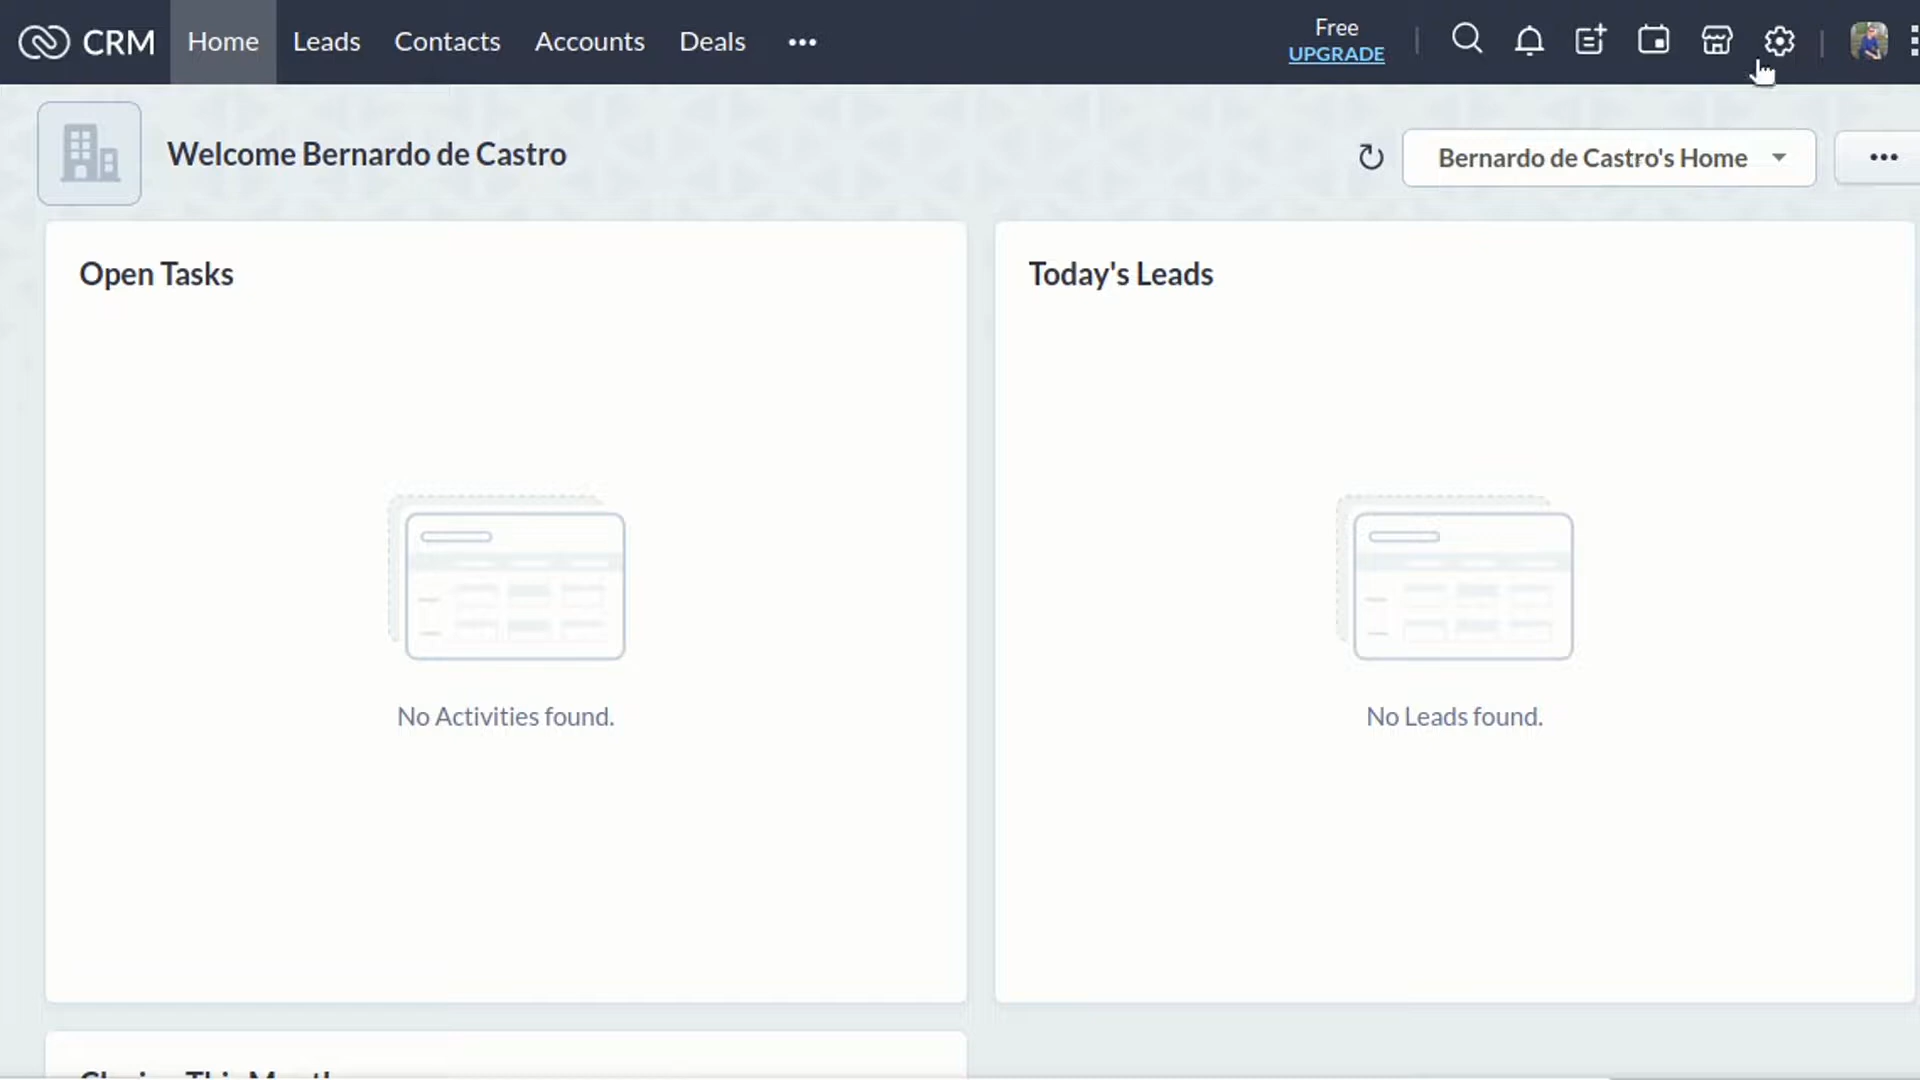 CRM Home Leads Contacts Accounts Deals ••• Free
UPGRADE
Welcome Bernardo de Castro
Bernardo de Castro's Home
•••
Open Tasks
Today's Leads
No Activities found.
No Leads found.